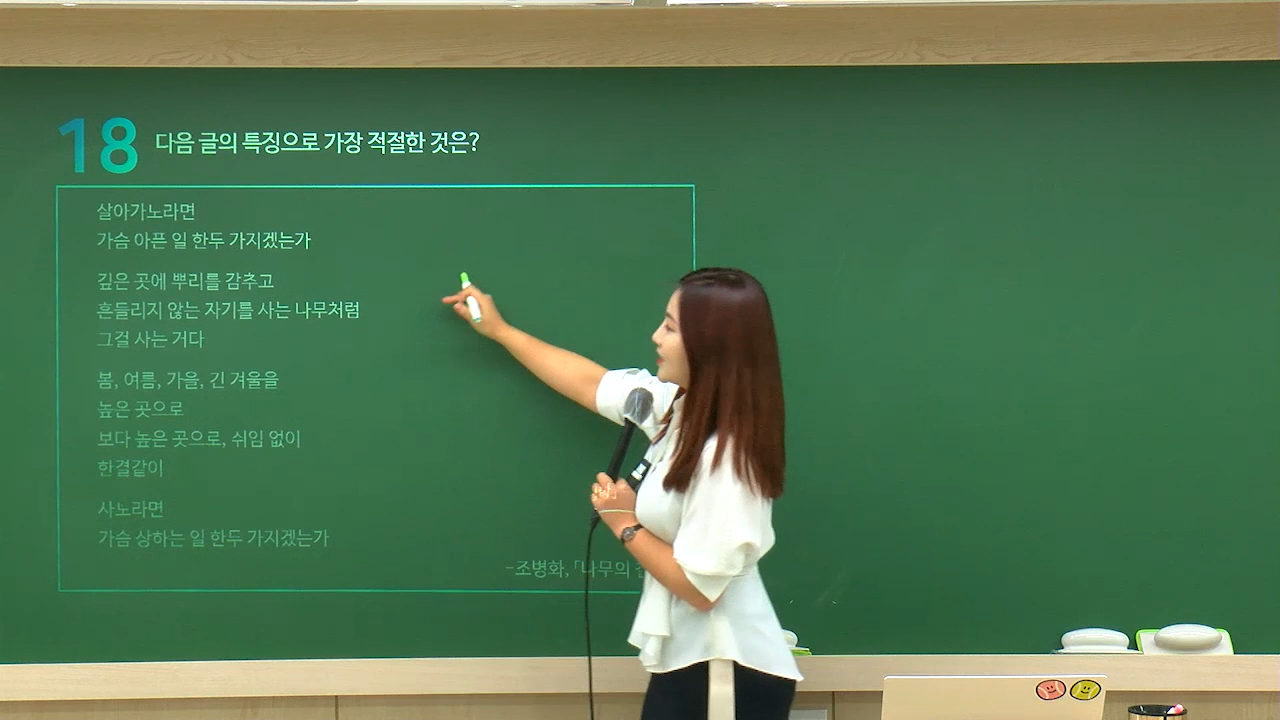 18 다음 글의 특징으로 가장 적절한 것은?
살아가노라면
가슴 아픈 일 한두 가지겠는가
깊은 곳에 뿌리를 감추고
흔들리지 않는 자기를 사는 나무처럼
그걸 사는 거다
봄, 여름, 가을, 긴 겨울을
높은 곳으로
보다 높은 곳으로, 쉬임 없이
한결같이
사노라면
가슴 상하는 일 한두 가지겠는가
-조병화, 「나무의